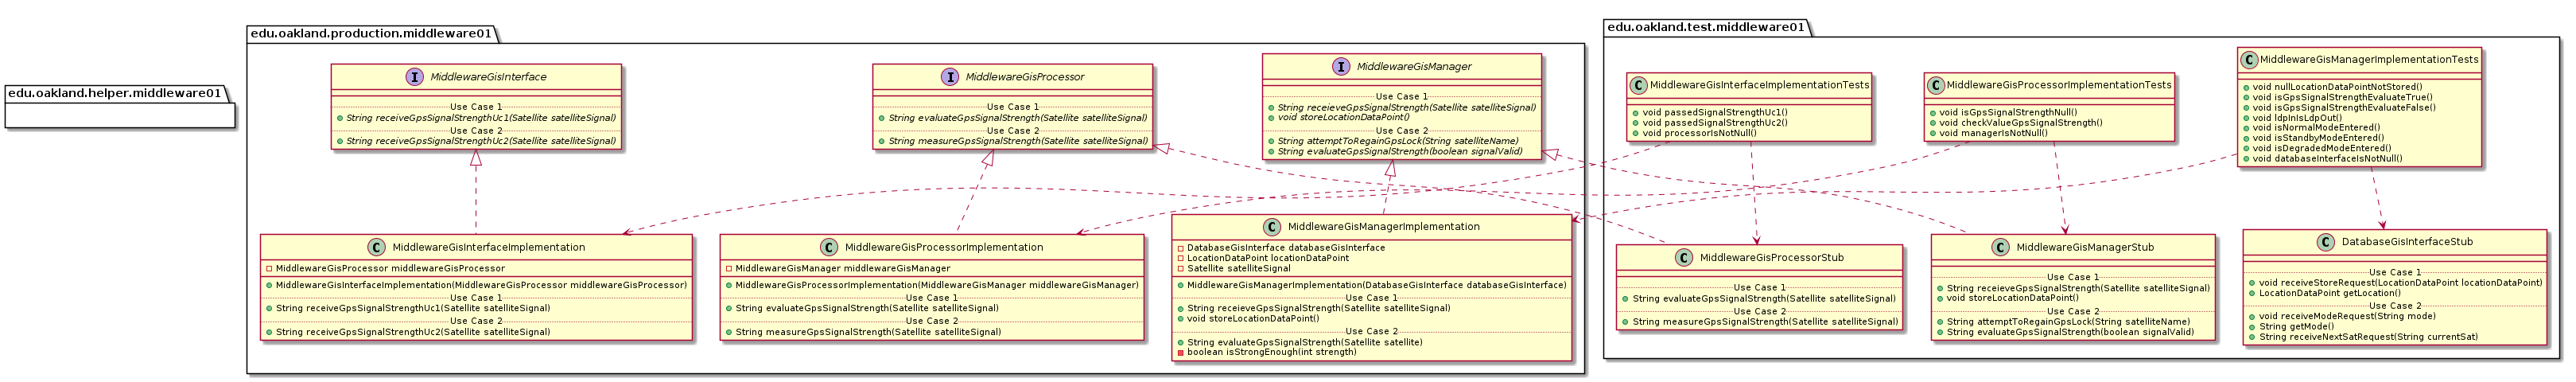 edu.oakland.helper.middleware01
edu.oakland.production.middleware01
I MiddlewareGisInterface
Use Case 1
String receiveGpsSignalStrengthUc1(Satellite satelliteSignal)
Use Case 2
String receiveGpsSignalStrengthUc2(Satellite satelliteSignal)
I MiddlewareGisProcessor
Use Case 1
String evaluateGpsSignalStrength(Satellite satelliteSignal)
Use Case 2
String measureGpsSignalStrength(Satellite satelliteSignal)
I MiddlewareGisManager
Use Case 1
String receieveGpsSignalStrength(Satellite satelliteSignal)
void storeLocationDataPoint()
Use Case 2
String attemptToRegainGpsLock(String satelliteName)
String evaluateGpsSignalStrength(boolean signalValid)
C MiddlewareGisInterfaceImplementation
MiddlewareGisProcessor middlewareGisProcessor
MiddlewareGisInterfaceImplementation(MiddlewareGisProcessor middlewareGisProcessor)
Use Case 1
String receiveGpsSignalStrengthUc1(Satellite satelliteSignal)
Use Case 2
String receiveGpsSignalStrengthUc2(Satellite satelliteSignal)
C MiddlewareGisProcessorImplementation
MiddlewareGisManager middlewareGisManager
MiddlewareGisProcessorImplementation(MiddlewareGisManager middlewareGisManager)
Use Case 1
String evaluateGpsSignalStrength(Satellite satelliteSignal)
Use Case 2
String measureGpsSignalStrength(Satellite satelliteSignal)
C MiddlewareGisManagerImplementation
DatabaseGisInterface databaseGisInterface
LocationDataPoint locationDataPoint
Satellite satelliteSignal
MiddlewareGisManagerImplementation(DatabaseGisInterface databaseGisInterface)
Use Case 1
String receieveGpsSignalStrength(Satellite satelliteSignal)
void storeLocationDataPoint()
Use Case 2
String evaluateGpsSignalStrength(Satellite satellite)
boolean isStrongEnough(int strength)
edu.oakland.test.middleware01
C MiddlewareGisInterfaceImplementationTests
void passedSignalStrengthUc1()
void passedSignalStrengthUc2()
void processorIsNotNull()
C MiddlewareGisProcessorImplementationTests
void isGpsSignalStrengthNull()
void checkValueGpsSignalStrength()
void managerIsNotNull()
C MiddlewareGisManagerImplementationTests
void nullLocationDataPointNotStored()
void isGpsSignalStrengthEvaluateTrue()
void isGpsSignalStrengthEvaluateFalse()
void ldpInIsLdpOut()
void isNormalModeEntered()
void isStandbyModeEntered()
void isDegradedModeEntered()
void databaseInterfaceIsNotNull()
C MiddlewareGisProcessorStub
Use Case 1
String evaluateGpsSignalStrength(Satellite satelliteSignal)
Use Case 2
String measureGpsSignalStrength(Satellite satelliteSignal)
C MiddlewareGisManagerStub
Use Case 1
String receieveGpsSignalStrength(Satellite satelliteSignal)
void storeLocationDataPoint()
Use Case 2
String attemptToRegainGpsLock(String satelliteName)
String evaluateGpsSignalStrength(boolean signalValid)
C DatabaseGisInterfaceStub
Use Case 1
void receiveStoreRequest(LocationDataPoint locationDataPoint)
LocationDataPoint getLocation()
Use Case 2
void receiveModeRequest(String mode)
String getMode()
String receiveNextSatRequest(String currentSat)